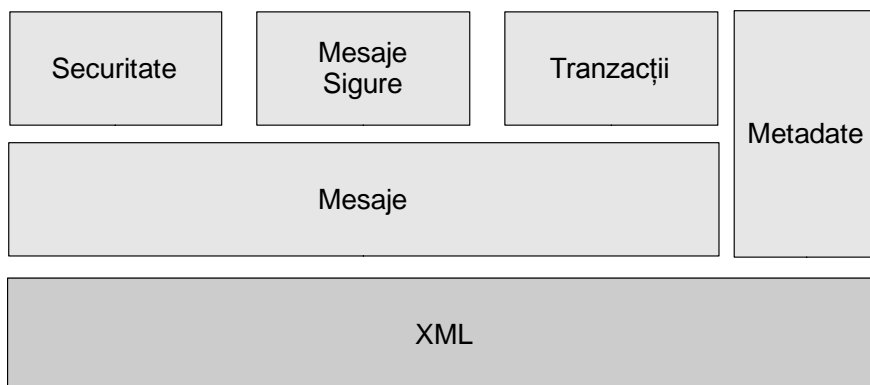 Securitate
Mesaje
Sigure
Tranzacții
Metadate
Mesaje
XML